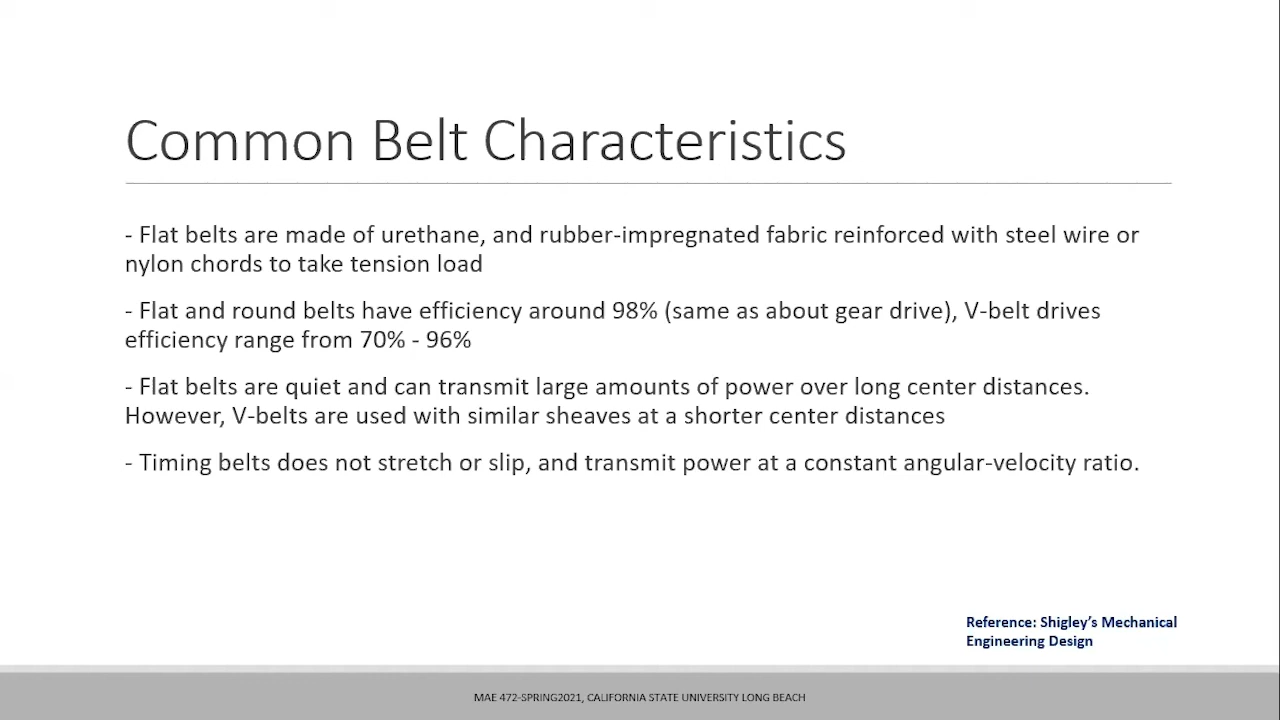 Common Belt Characteristics
- Flat belts are made of urethane, and rubber-impregnated fabric reinforced with steel wire or
nylon chords to take tension load
- Flat and round belts have efficiency around 98% (same as about gear drive), V-belt drives
efficiency range from 70% - 96%
- Flat belts are quiet and can transmit large amounts of power over long center distances.
However, V-belts are used with similar sheaves at a shorter center distances
- Timing belts does not stretch or slip, and transmit power at a constant angular-velocity ratio.
Reference: Shigley’s Mechanical
Engineering Design
MAE 472-SPRING2021, CALIFORNIA STATE UNIVERSITY LONG BEACH